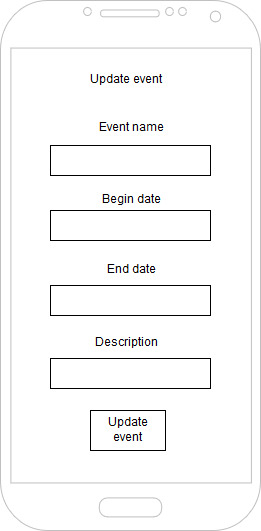 Update event
Event name
Begin date
End date
Description
Update
event